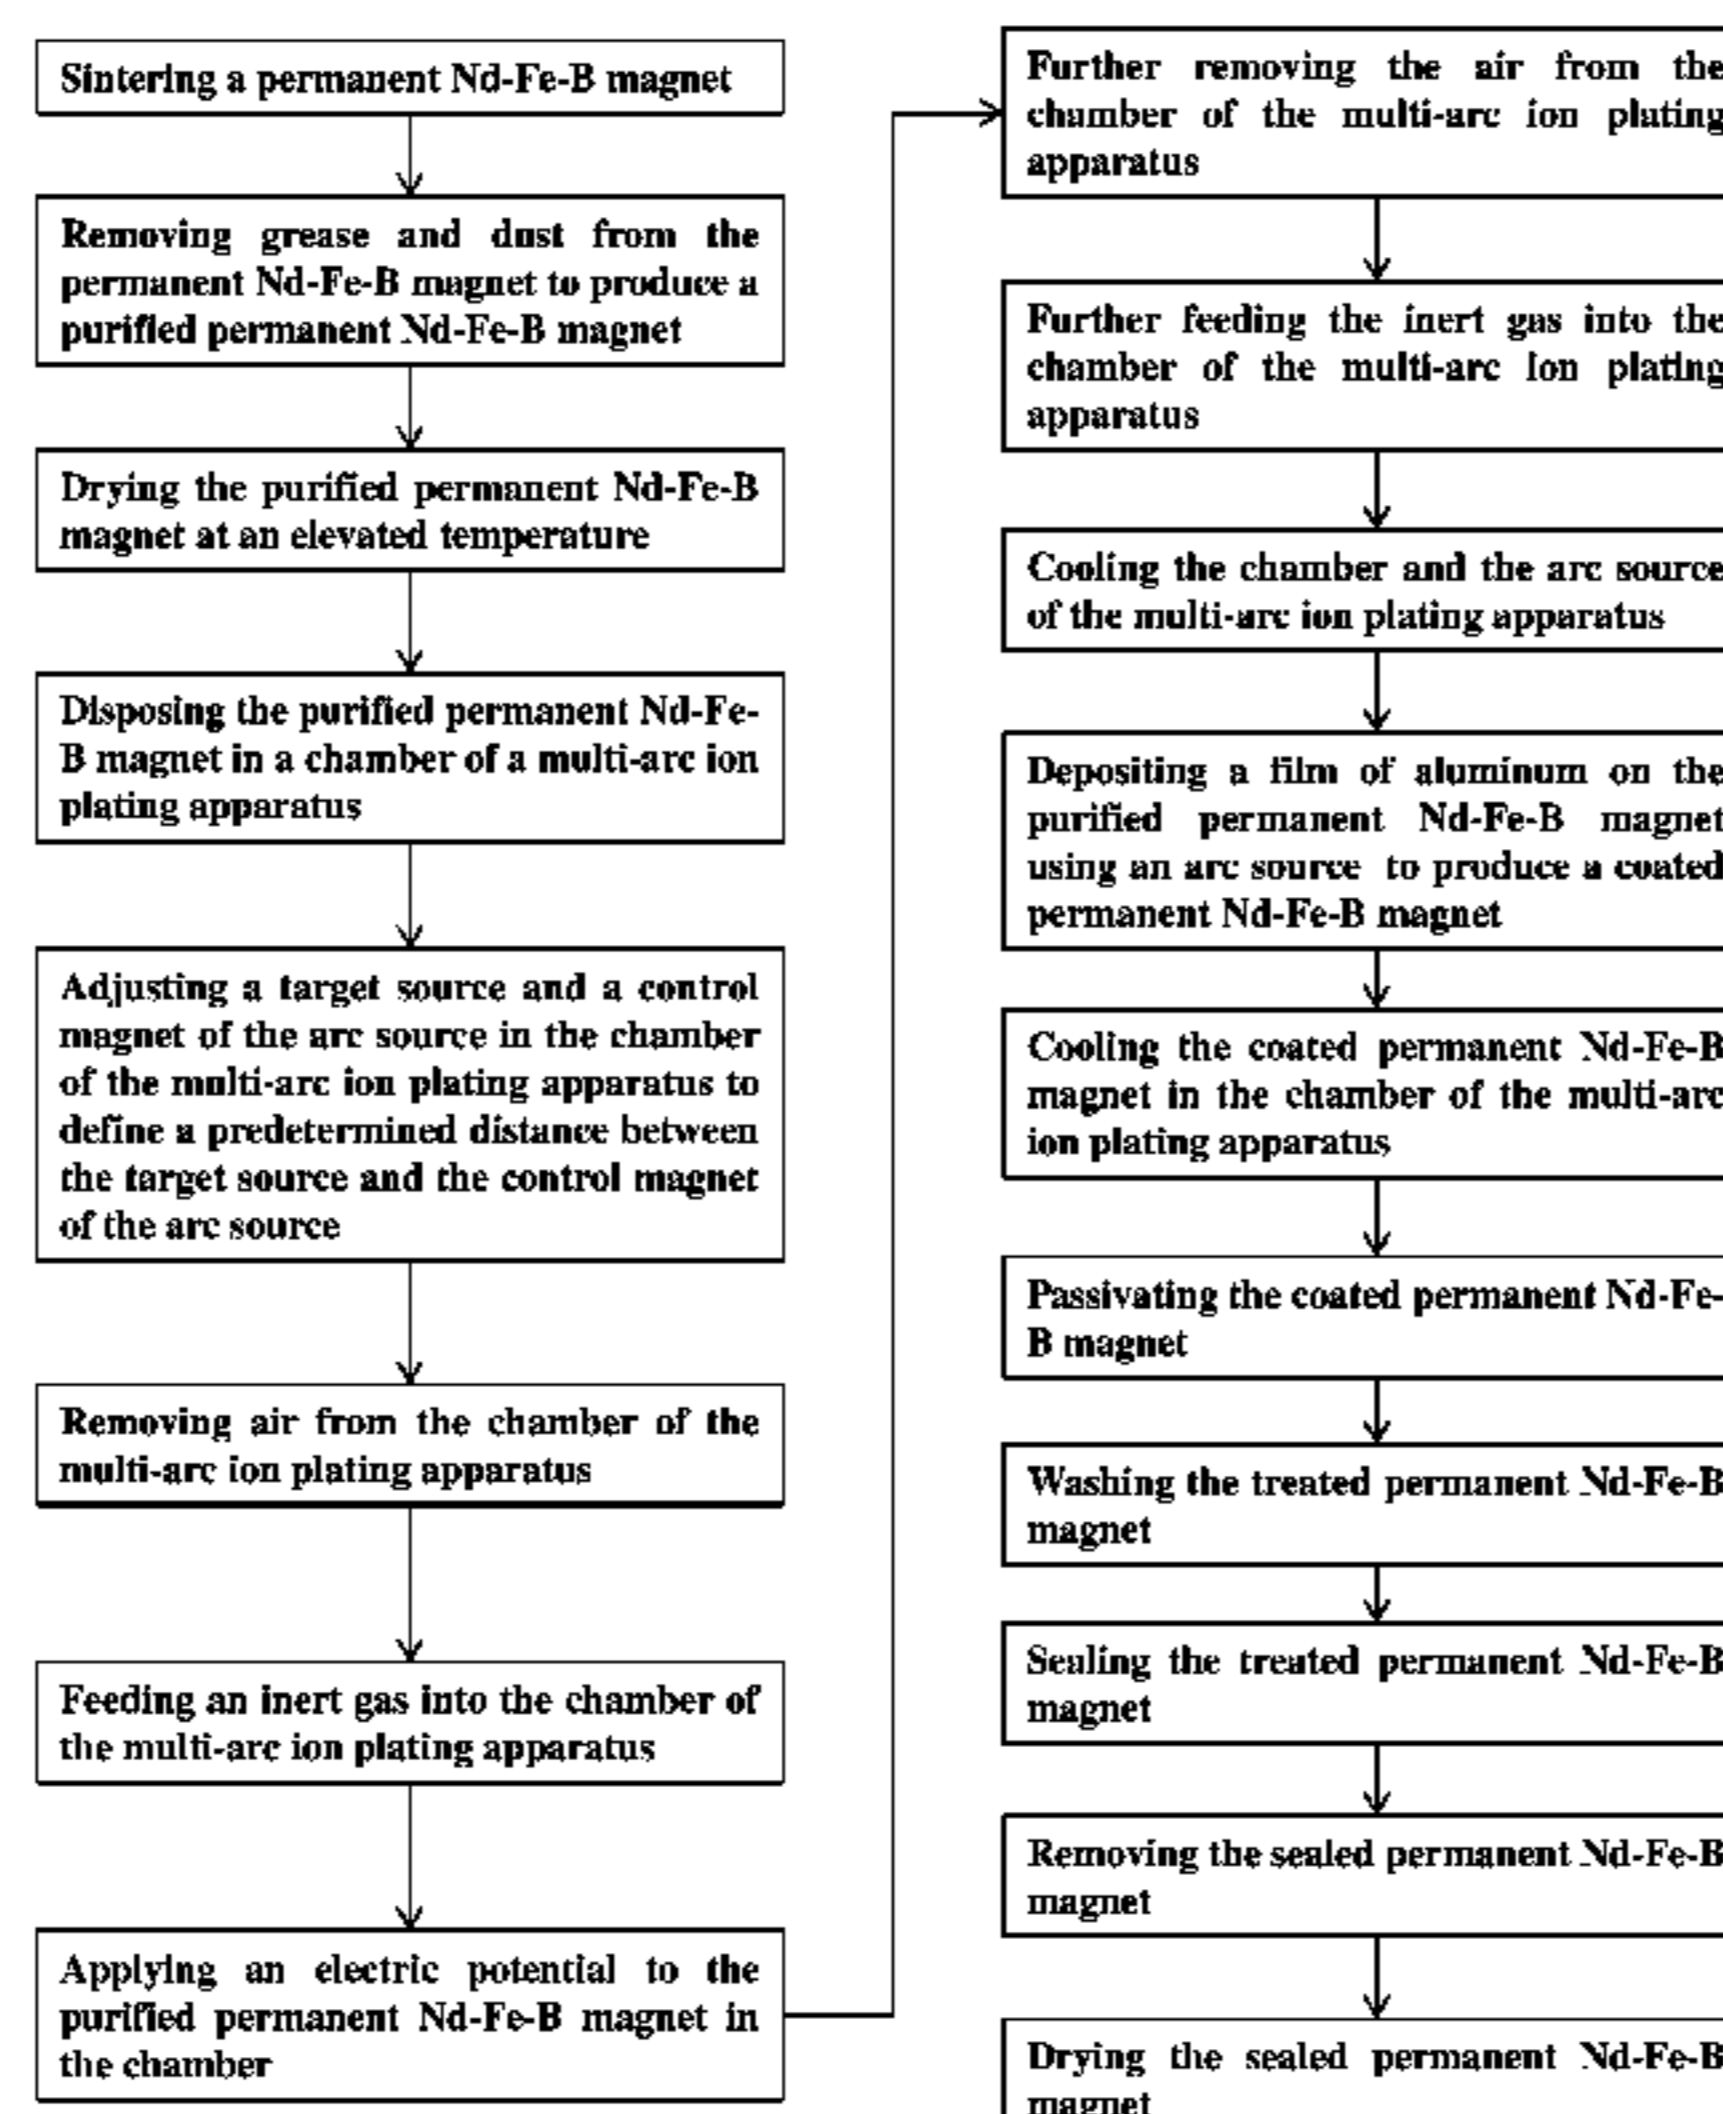 Sintering a permanent Nd-Fe-B magnet
Removing grease and dust from the
permanent Nd-Fe-B magnet to produce a
purified permanent Nd-Fe-B magnet
Drying the purified permanent Nd-Fe-B
magnet at an elevated temperature
Disposing the purified permanent Nd-Fe-
B magnet in a chamber of a multi-arc ion
plating apparatus
Adjusting a target source and a control
magnet of the arc source in the chamber
of the multi-arc ion plating apparatus to
define a predetermined distance between
the target source and the control magnet
of the arc source
Removing air from the chamber of the
multi-arc ion plating apparatus
Feeding an inert gas into the chamber of
the multi-arc ion plating apparatus
Applying an electric potential to the
purified permanent Nd-Fe-B magnet in
the chamber
Further removing the air from the
chamber of the multi-arc ion plating
apparatus
Further feeding the inert gas into the
chamber of the multi-arc ion plating
apparatus
Cooling the chamber and the arc source
of the multi-arc ion plating apparatus
Depositing a film of aluminum on the
purified permanent Nd-Fe-B magnet
using an arc source to produce a coated
permanent Nd-Fe-B magnet
Cooling the coated permanent Nd-Fe-B
magnet in the chamber of the multi-arc
ion plating apparatus
Passivating the coated permanent Nd-Fe-
B magnet
Washing the treated permanent Nd-Fe-B
magnet
Sealing the treated permanent Nd-Fe-B
magnet
Removing the sealed permanent Nd-Fe-B
magnet
Drying the sealed permanent Nd-Fe-B
magnet